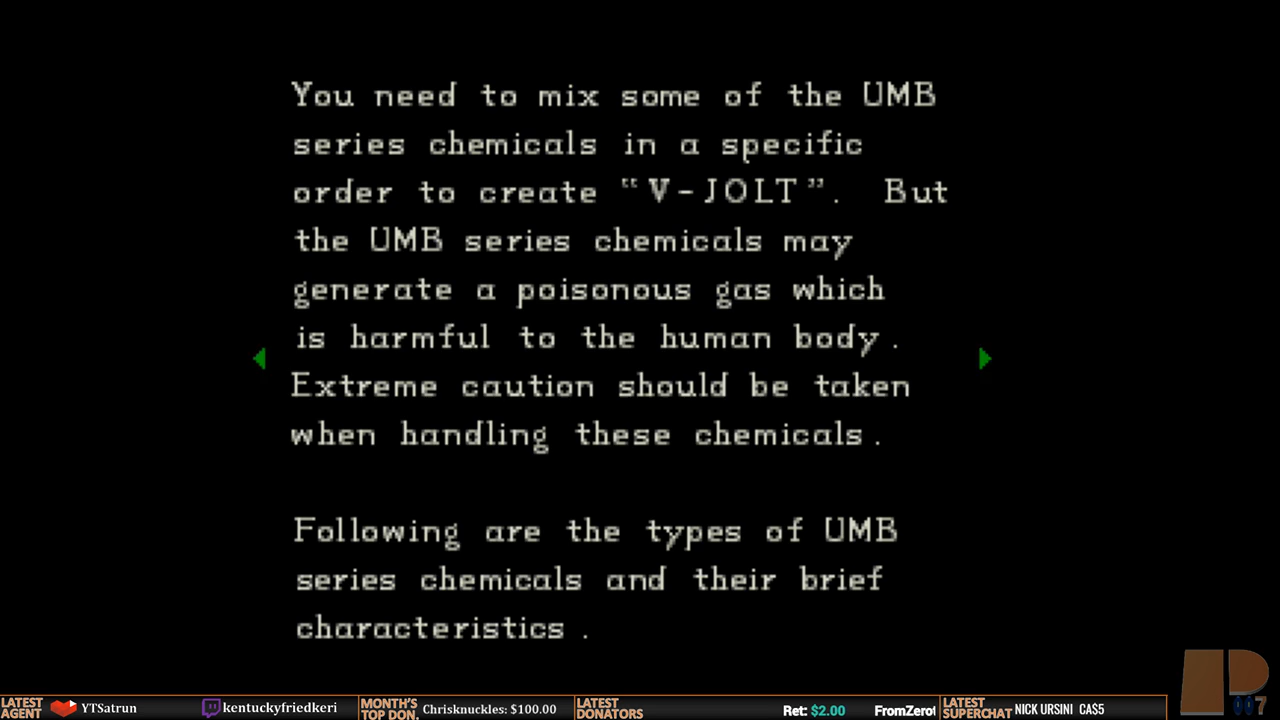 You need to mix some of the UMB
series chemicals in a specific
order to create "V-JOLT". But
the UMB series chemicals may
generate a poisonous gas which
is harmful to the human body.
Extreme caution should be taken
when handling these chemicals.
Following are the types of UMB
series chemicals and their brief
characteristics.
P
007
LATEST AGENT YTSatrun kentuckyfriedkeri MONTH'S TOP DON. Chrisknuckles: $100.00 LATEST DONATORS Ret: $2.00 LATEST SUPERCHAT NICK URSINI CAS5